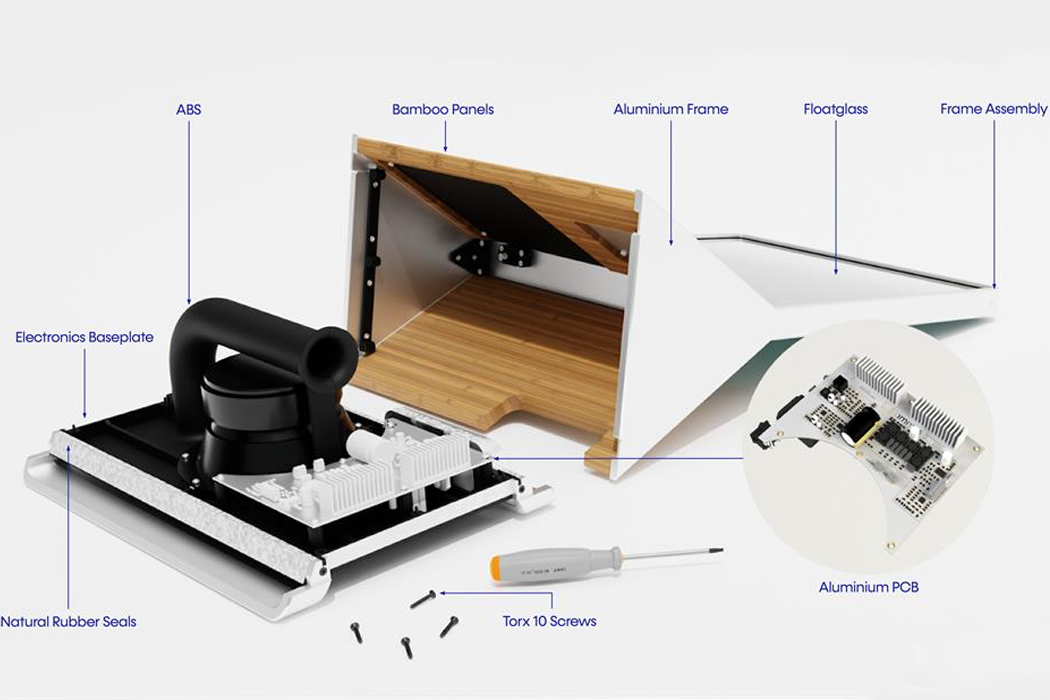 ABS
Bamboo Panels
Aluminium Frame
Floatglass
Frame Assembly
Electronics Baseplate
Aluminium PCB
Natural Rubber Seals
Torx 10 Screws